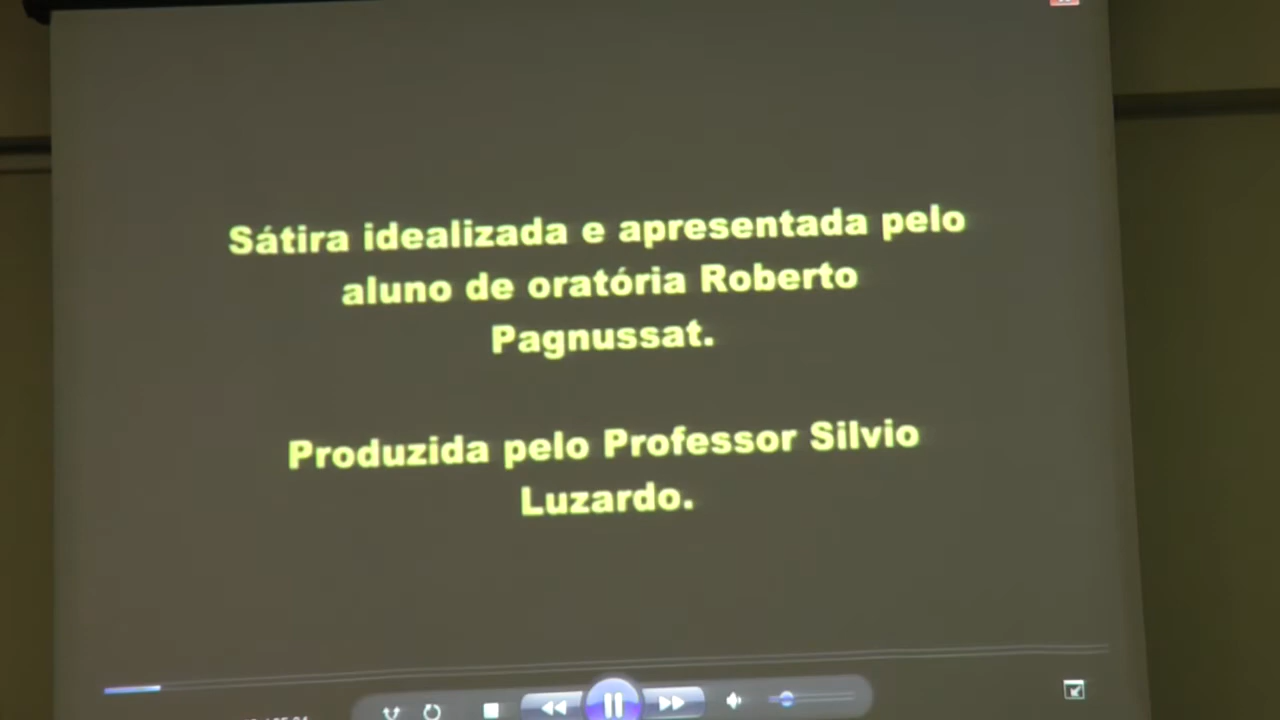 Sátira idealizada e apresentada pelo
aluno de oratória Roberto
Pagnussat.
Produzida pelo Professor Silvio
Luzardo.